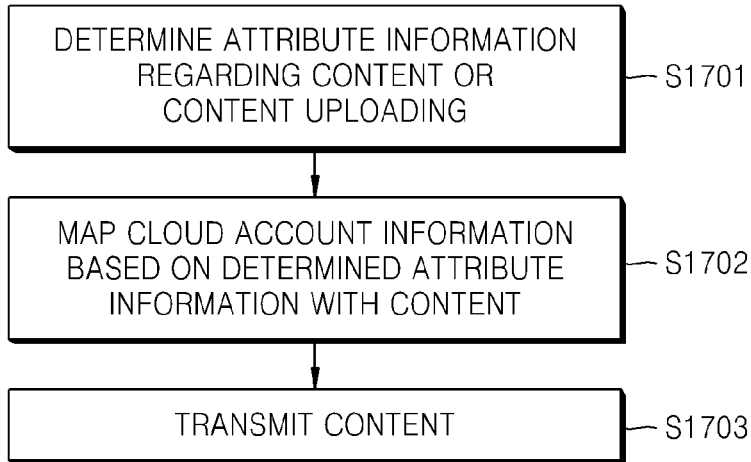 DETERMINE ATTRIBUTE INFORMATION
REGARDING CONTENT OR
CONTENT UPLOADING
S1701
MAP CLOUD ACCOUNT INFORMATION
BASED ON DETERMINED ATTRIBUTE
INFORMATION WITH CONTENT
S1702
TRANSMIT CONTENT
S1703